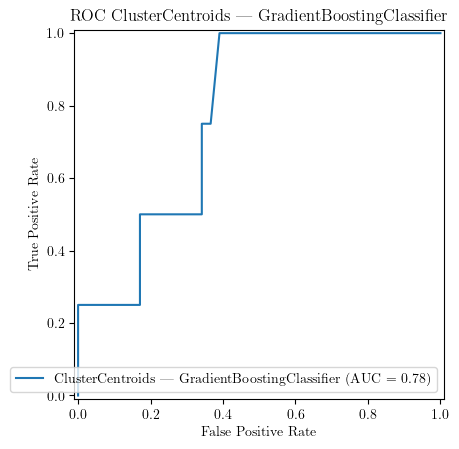 ROC ClusterCentroids — GradientBoostingClassifier
1.0
0.8
0.6
0.4
0.2
0.0
True Positive Rate
ClusterCentroids — GradientBoostingClassifier (AUC = 0.78)
0.0 0.2 0.4 0.6 0.8 1.0
False Positive Rate